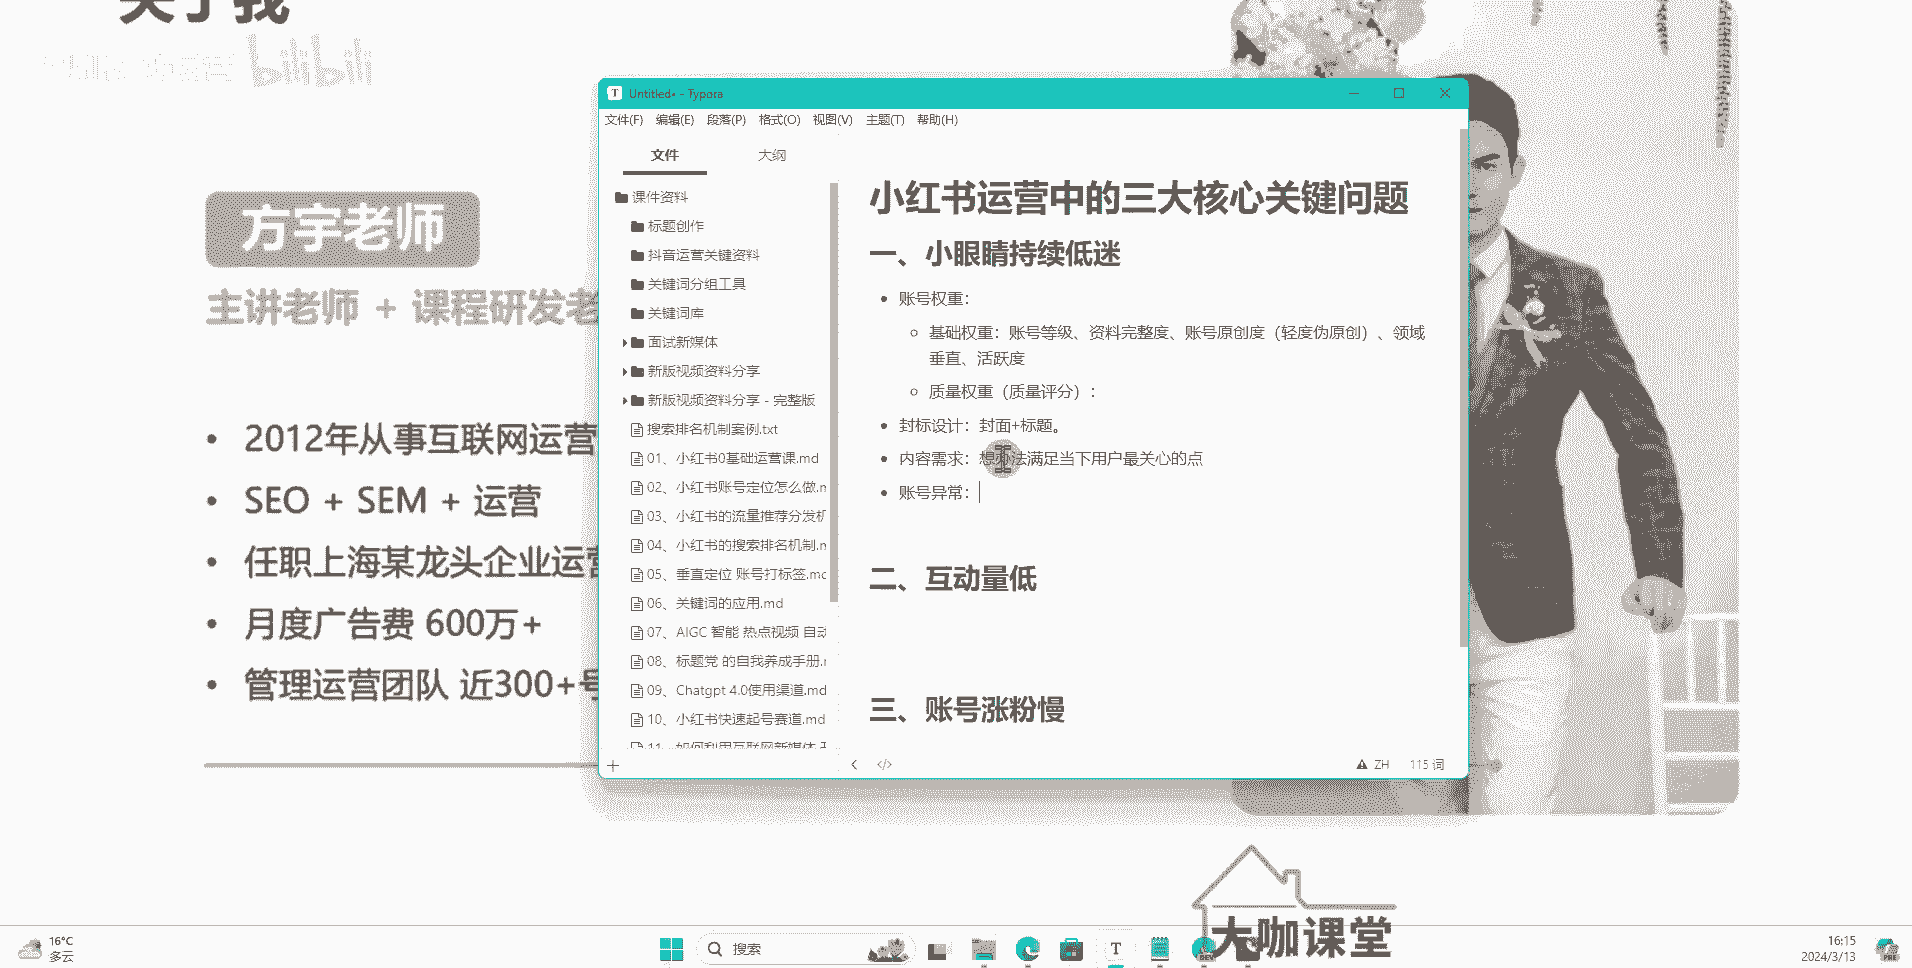 关于我
bilibili
方宇老师
主讲老师 + 课程研发老
2012年从事互联网运营
SEO + SEM + 运营
任职上海某龙头企业运营
月度广告费 600万+
管理运营团队 近300+号
Untitled• - Typora
文件(F) 编辑(E) 段落(P) 格式(O) 视图(V) 主题(T) 帮助(H)
文件 大纲
课件资料
标题创作
抖音运营关键资料
关键词分组工具
关键词库
面试新媒体
新版视频资料分享
新版视频资料分享 - 完整版
搜索排名机制案例.txt
01、小红书0基础运营课.md
02、小红书账号定位怎么做.m
03、小红书的流量推荐分发机
04、小红书的搜索排名机制.m
05、垂直定位 账号打标签.md
06、关键词的应用.md
07、AIGC 智能 热点视频 自动
08、标题党 的自我养成手册.m
09、Chatgpt 4.0使用渠道.md
10、小红书快速起号赛道.md
11、如何利用互联网新媒体
小红书运营中的三大核心关键问题
一、小眼睛持续低迷
账号权重：
基础权重：账号等级、资料完整度、账号原创度（轻度伪原创）、领域
垂直、活跃度
质量权重（质量评分）：
封标设计：封面+标题。
内容需求：想办法满足当下用户最关心的点
账号异常：
二、互动量低
三、账号涨粉慢
ZH 115 词
大咖课堂
16°C
多云
搜索
T
DEV
16:15
2024/3/13
PRE